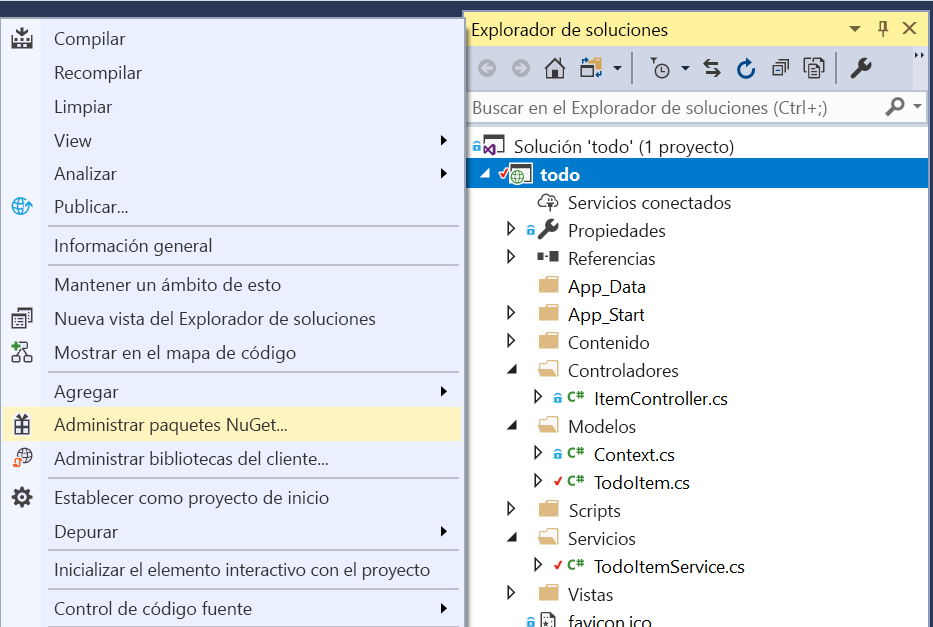 Compilar
Recompilar
Limpiar
View
Analizar
Publicar...
Información general
Mantener un ámbito de esto
Nueva vista del Explorador de soluciones
Mostrar en el mapa de código
Agregar
Administrar paquetes NuGet...
Administrar bibliotecas del cliente...
Establecer como proyecto de inicio
Depurar
Inicializar el elemento interactivo con el proyecto
Control de código fuente
Explorador de soluciones
Buscar en el Explorador de soluciones (Ctrl+;)
Solución 'todo' (1 proyecto)
todo
Servicios conectados
Propiedades
Referencias
App_Data
App_Start
Contenido
Controladores
C# ItemController.cs
Modelos
C# Context.cs
C# TodoItem.cs
Scripts
Servicios
C# TodoItemService.cs
Vistas
favicon.ico